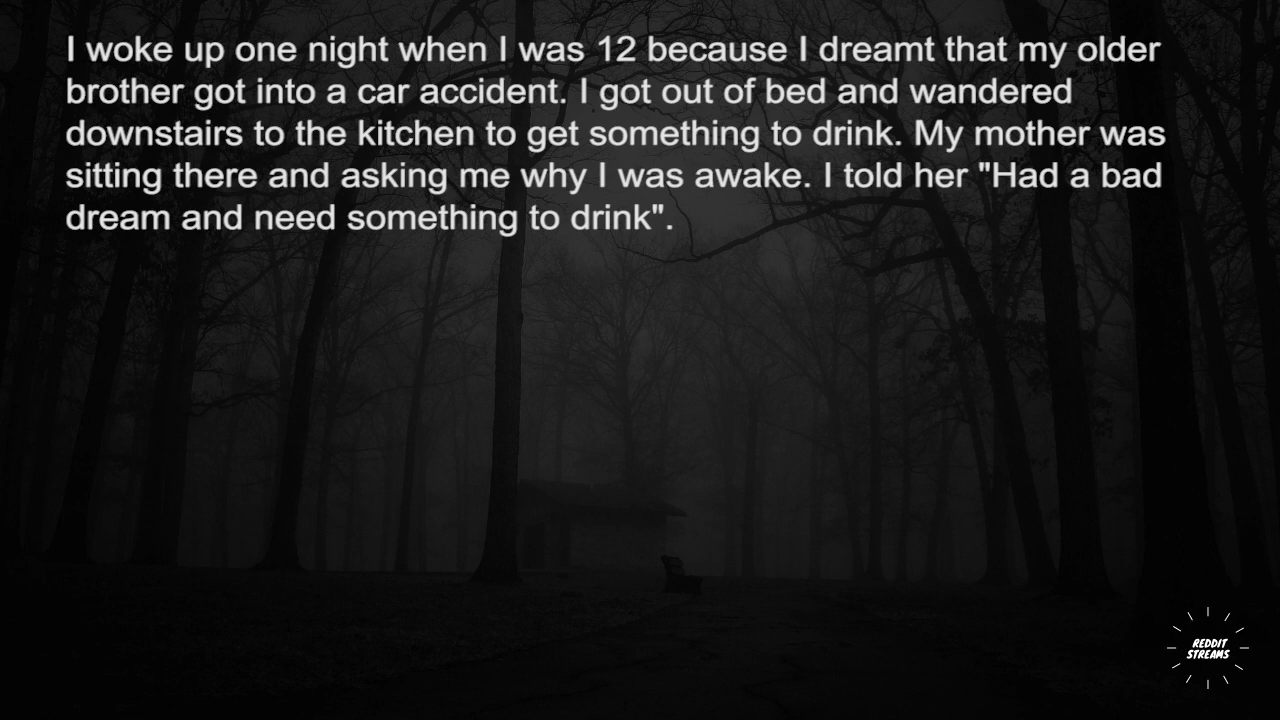 I woke up one night when I was 12 because I dreamt that my older
brother got into a car accident. I got out of bed and wandered
downstairs to the kitchen to get something to drink. My mother was
sitting there and asking me why I was awake. I told her "Had a bad
dream and need something to drink".
REDDIT
STREAMS